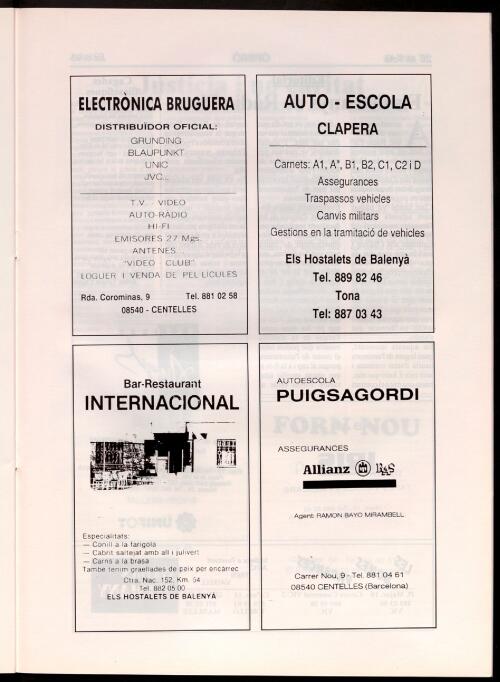 ELECTRÒNICA BRUGUERA
DISTRIBUÏDOR OFICIAL:
GRUNDING
BLAUPUNKT
UNIC
JVC...
T.V. VIDEO
AUTO-RADIO
HI-FI
EMISORES 27 Mgs.
ANTENES
"VIDEO - CLUB"
LOGUER I VENDA DE PEL·LICULES
Rda. Corominas, 9 Tel. 881 02 58
08540 - CENTELLES
AUTO - ESCOLA
CLAPERA
Carnets: A1, A", B1, B2, C1, C2 i D
Assegurances
Traspassos vehicles
Canvis militars
Gestions en la tramitació de vehicles
Els Hostalets de Balenyà
Tel. 889 82 46
Tona
Tel: 887 03 43
Bar-Restaurant
INTERNACIONAL
Especialitats:
— Conill a la farigola
— Cabrit saltejat amb all i julivert
— Carns a la brasa
També tenim graellades de peix per encàrrec
Ctra. Nac. 152, Km. 54
Tel. 882 05 00
ELS HOSTALETS DE BALENYÀ
AUTOESCOLA
PUIGSAGORDI
ASSEGURANCES
Allianz RAS
Agent: RAMON BAYO MIRAMBELL
Carrer Nou, 9 - Tel. 881 04 61
08540 CENTELLES (Barcelona)